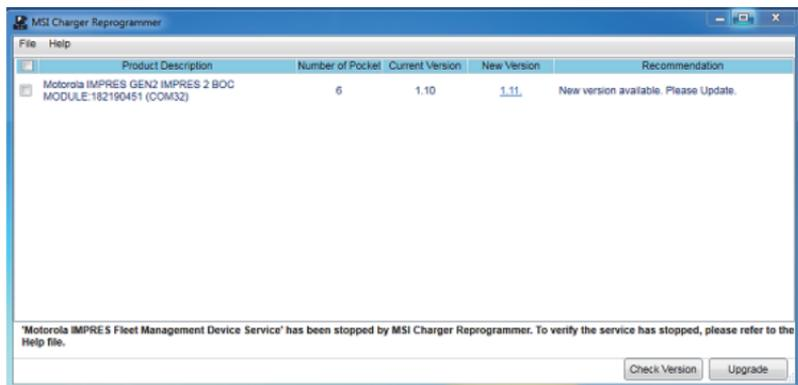 MSI Charger Reprogrammer
File Help
Product Description Number of Pocket Current Version New Version Recommendation
Motorola IMPRES GEN2 IMPRES 2 BOC
MODULE:182190451 (COM32) 6 1.10 1.11. New version available. Please Update.
'Motorola IMPRES Fleet Management Device Service' has been stopped by MSI Charger Reprogrammer. To verify the service has stopped, please refer to the
Help file.
Check Version Upgrade